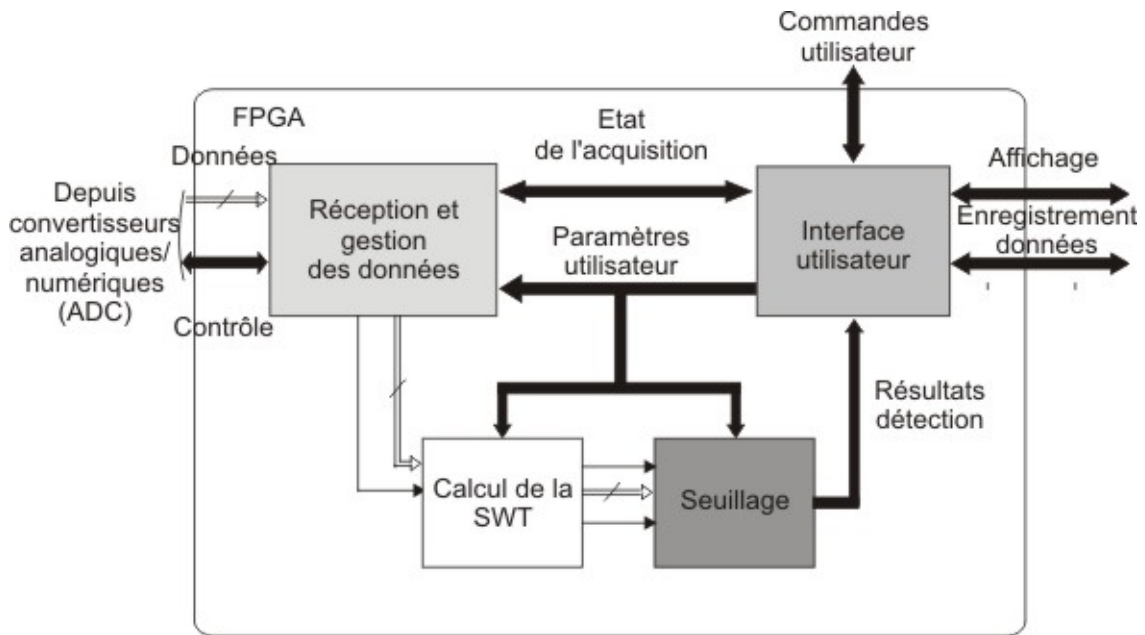 Commandes
utilisateur
FPGA
Etat
de l'acquisition
Données
Affichage
Depuis
convertisseurs
analogiques/
numériques
(ADC)
Réception et
gestion
des données
Paramètres
utilisateur
Interface
utilisateur
Enregistrement
données
Contrôle
Résultats
détection
Calcul de la
SWT
Seuillage